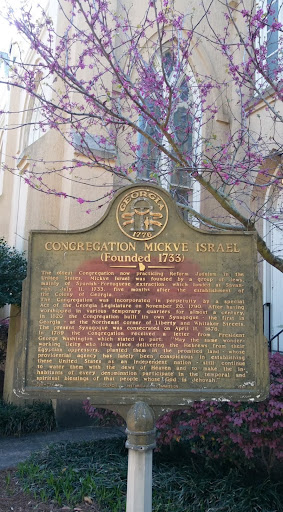 GEORGIA
1776
CONGREGATION MICKVE ISRAEL
(Founded 1733)
The oldest Congregation now practicing Reform Judaism in the
United States, Mickve Israel was founded by a group of Jews,
mainly of Spanish-Portuguese extraction, which landed at Savan-
nah, July 11, 1733, five months after the establishment of
the Colony of Georgia.
The Congregation was incorporated in perpetuity by a special
Act of the Georgia Legislature on November 20, 1790. After having
worshipped in various temporary quarters for almost a century,
in 1820 the Congregation built its own Synagogue - the first in
Georgia - at the Northeast corner of Liberty and Whitaker Streets.
The present Synagogue was consecrated on April 11, 1878.
In 1789, the Congregation received a letter from President
George Washington which stated in part: "May the same wonder-
working Deity, who long since delivering the Hebrews from their
Egyptian oppressors, planted them in the promised land - whose
providential agency has lately been conspicuous in establishing
these United States as an independent nation - still continue
to water them with the dews of Heaven and to make the in-
habitants of every denomination participate in the temporal and
spiritual blessings of that people whose God is Jehovah."